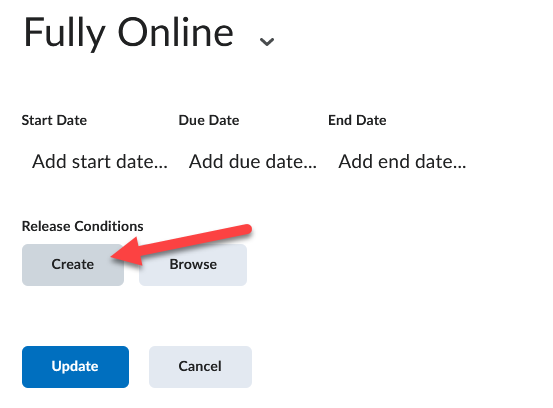 Fully Online
Start Date Due Date End Date
Add start date... Add due date... Add end date...
Release Conditions
Create Browse
Update Cancel